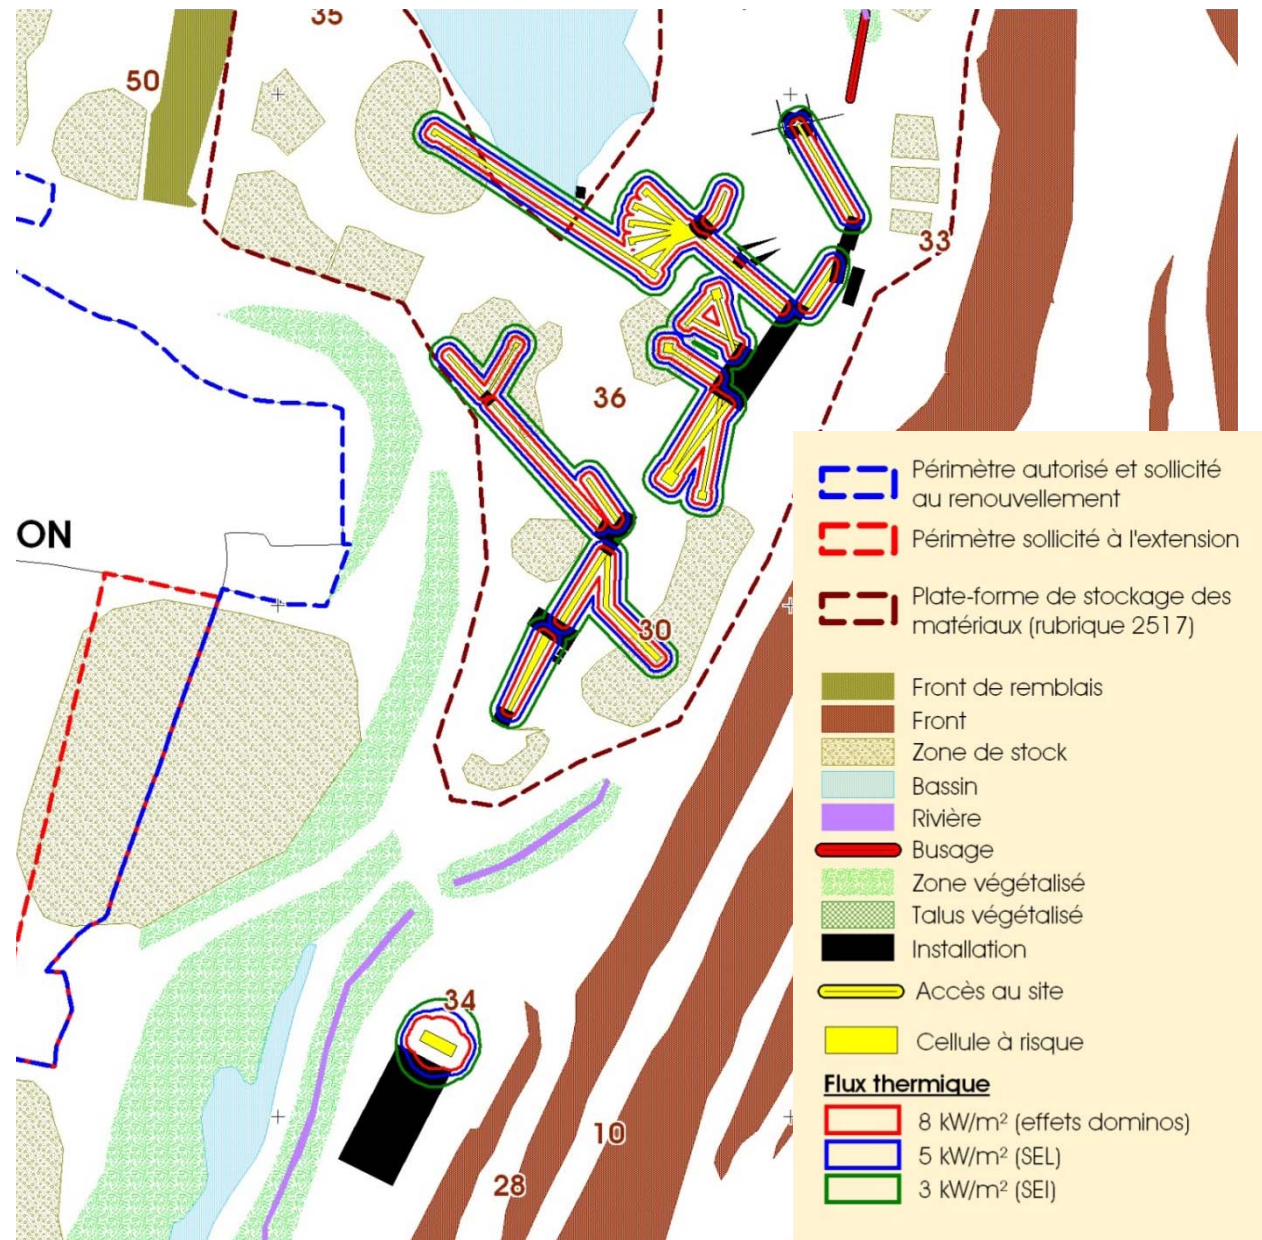 35
50
33
36
ON
30
34
10
28
Périmètre autorisé et sollicité
au renouvellement
Périmètre sollicité à l'extension
Plate-forme de stockage des
matériaux (rubrique 2517)
Front de remblais
Front
Zone de stock
Bassin
Rivière
Busage
Zone végétalisé
Talus végétalisé
Installation
Accès au site
Cellule à risque
Flux thermique
8 kW/m² (effets dominos)
5 kW/m² (SEL)
3 kW/m² (SEI)